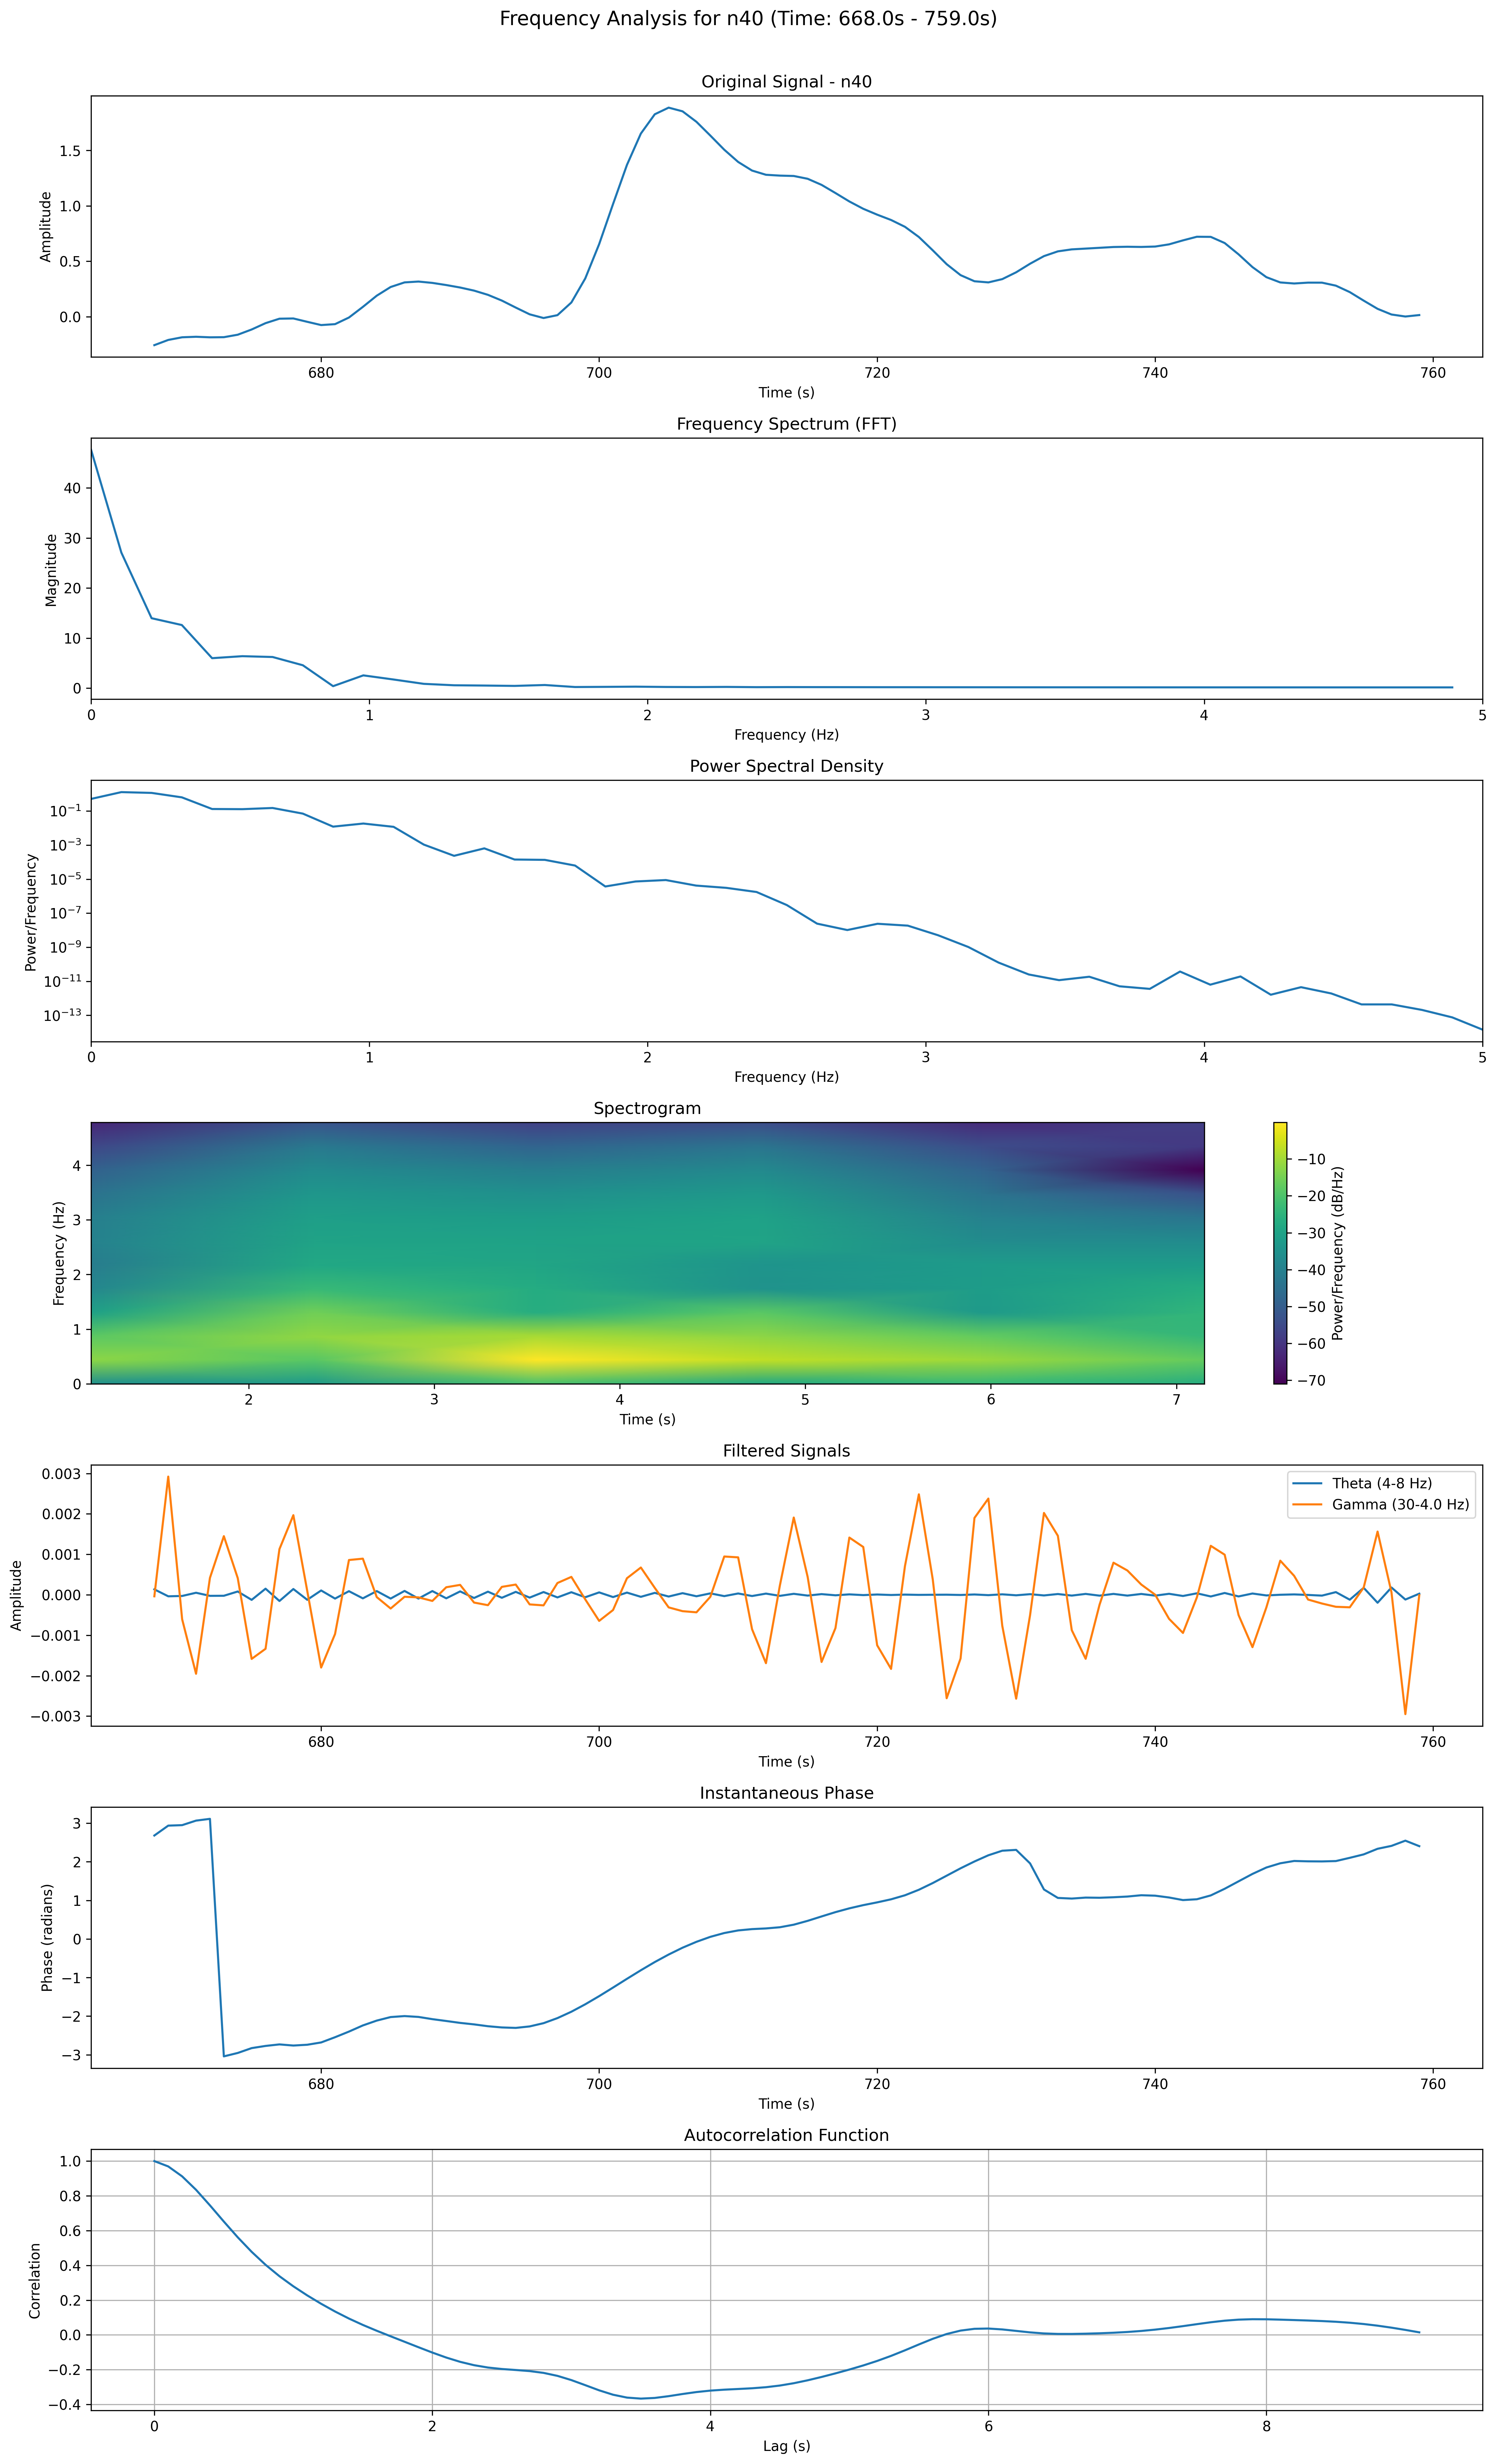 Frequency Analysis for n40 (Time: 668.0s - 759.0s)
Original Signal - n40
Amplitude
1.5
1.0
0.5
0.0
680 700 720 740 760
Time (s)
Frequency Spectrum (FFT)
Magnitude
40
30
20
10
0
0 1 2 3 4 5
Frequency (Hz)
Power Spectral Density
Power/Frequency
10⁻¹
10⁻³
10⁻⁵
10⁻⁷
10⁻⁹
10⁻¹¹
10⁻¹³
0 1 2 3 4 5
Frequency (Hz)
Spectrogram
Frequency (Hz)
4
3
2
1
0
2 3 4 5 6 7
Time (s)
−10
−20
−30
−40
−50
−60
−70
Power/Frequency (dB/Hz)
Filtered Signals
Amplitude
0.003
0.002
0.001
0.000
−0.001
−0.002
−0.003
Theta (4-8 Hz)
Gamma (30-4.0 Hz)
680 700 720 740 760
Time (s)
Instantaneous Phase
Phase (radians)
3
2
1
0
−1
−2
−3
680 700 720 740 760
Time (s)
Autocorrelation Function
Correlation
1.0
0.8
0.6
0.4
0.2
0.0
−0.2
−0.4
0 2 4 6 8
Lag (s)